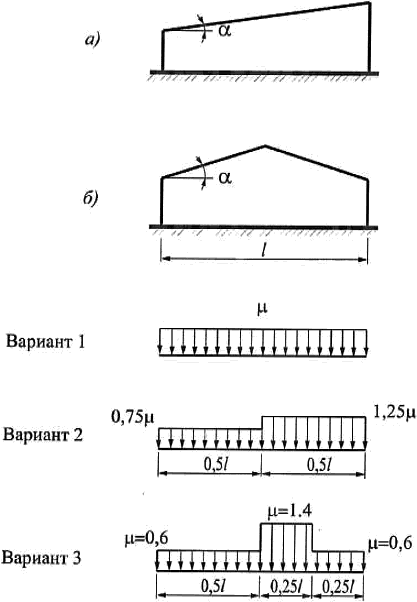 а)
α
б)
α
l
μ
Вариант 1
0,75μ
1,25μ
Вариант 2
0,5l 0,5l
μ=1.4
μ=0,6
μ=0,6
Вариант 3
0,5l 0,25l 0,25l